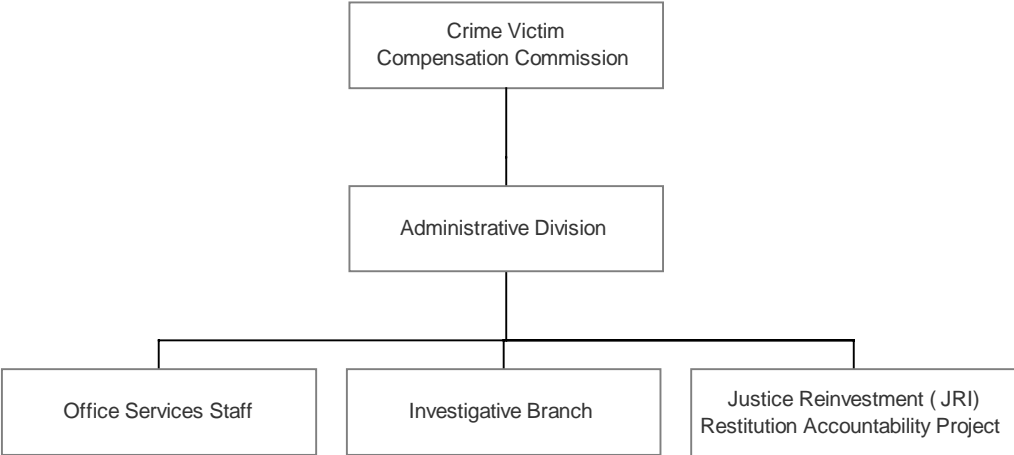 Crime Victim
Compensation Commission
Administrative Division
Office Services Staff
Investigative Branch
Justice Reinvestment ( JRI)
Restitution Accountability Project